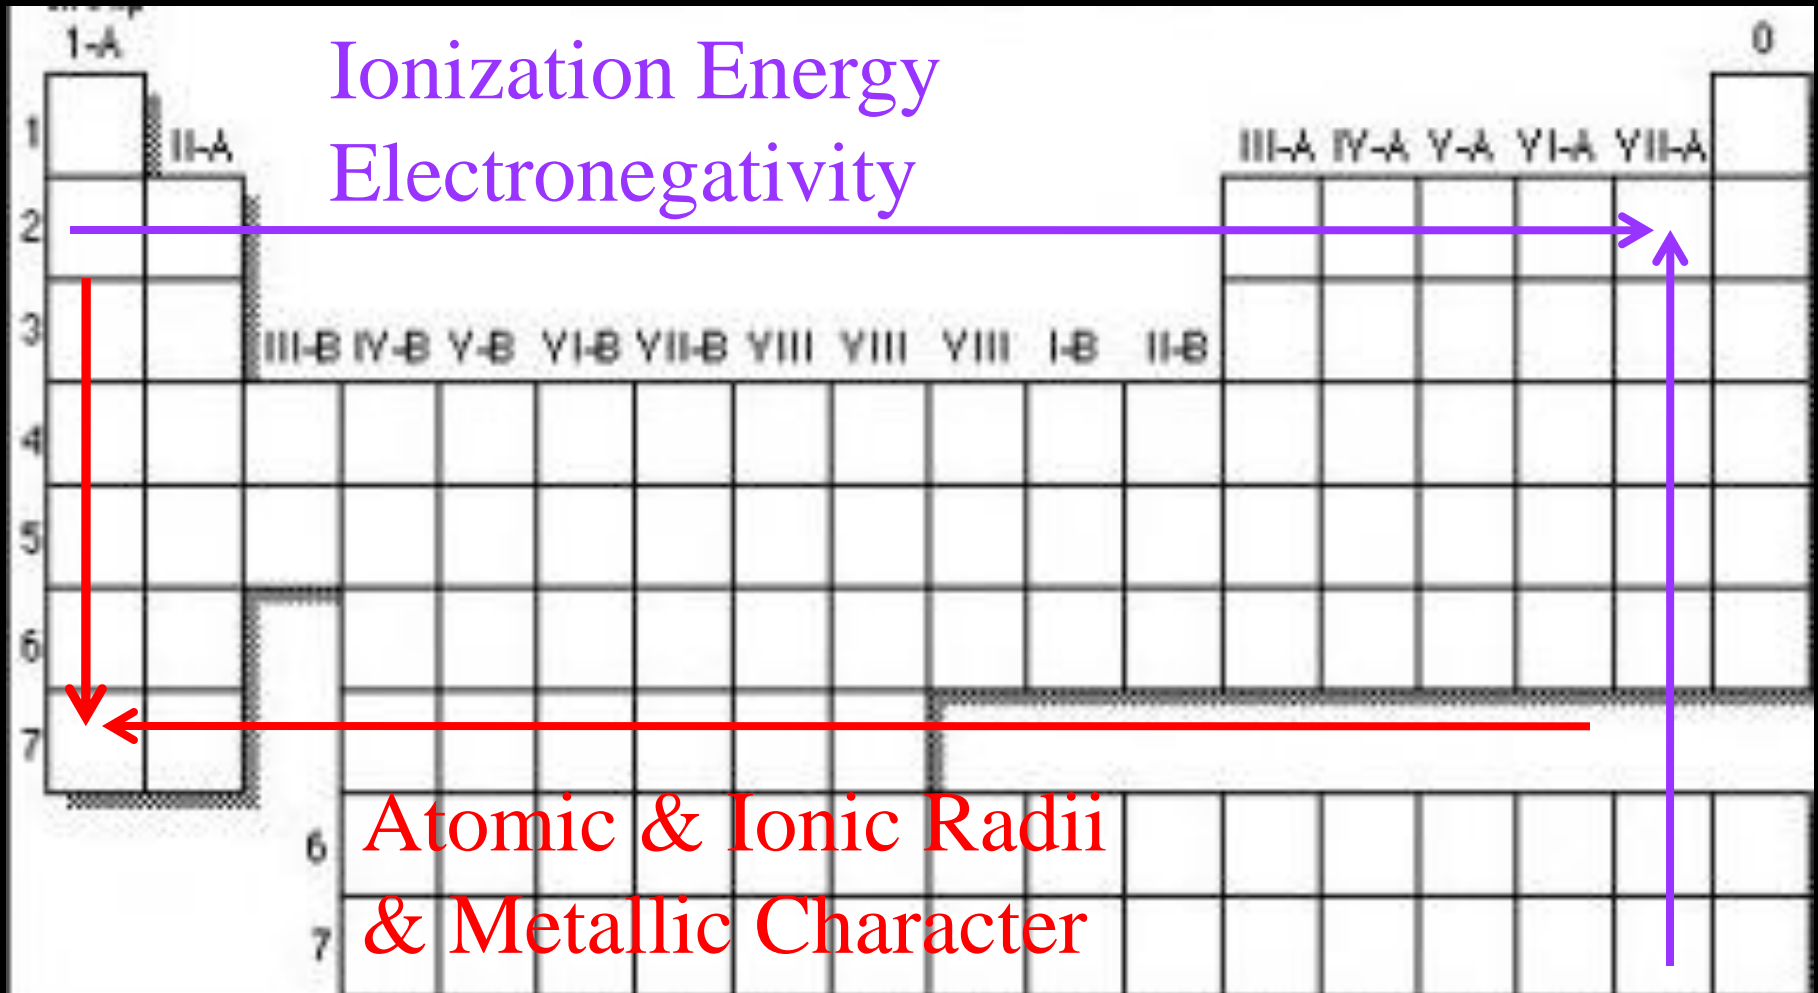 1-A
0
Ionization Energy
1
II-A
Electronegativity
III-A IV-A V-A VI-A VII-A
2
3
III-B IV-B V-B VI-B VII-B VIII VIII VIII I-B II-B
4
5
6
7
Atomic & Ionic Radii
6
& Metallic Character
7